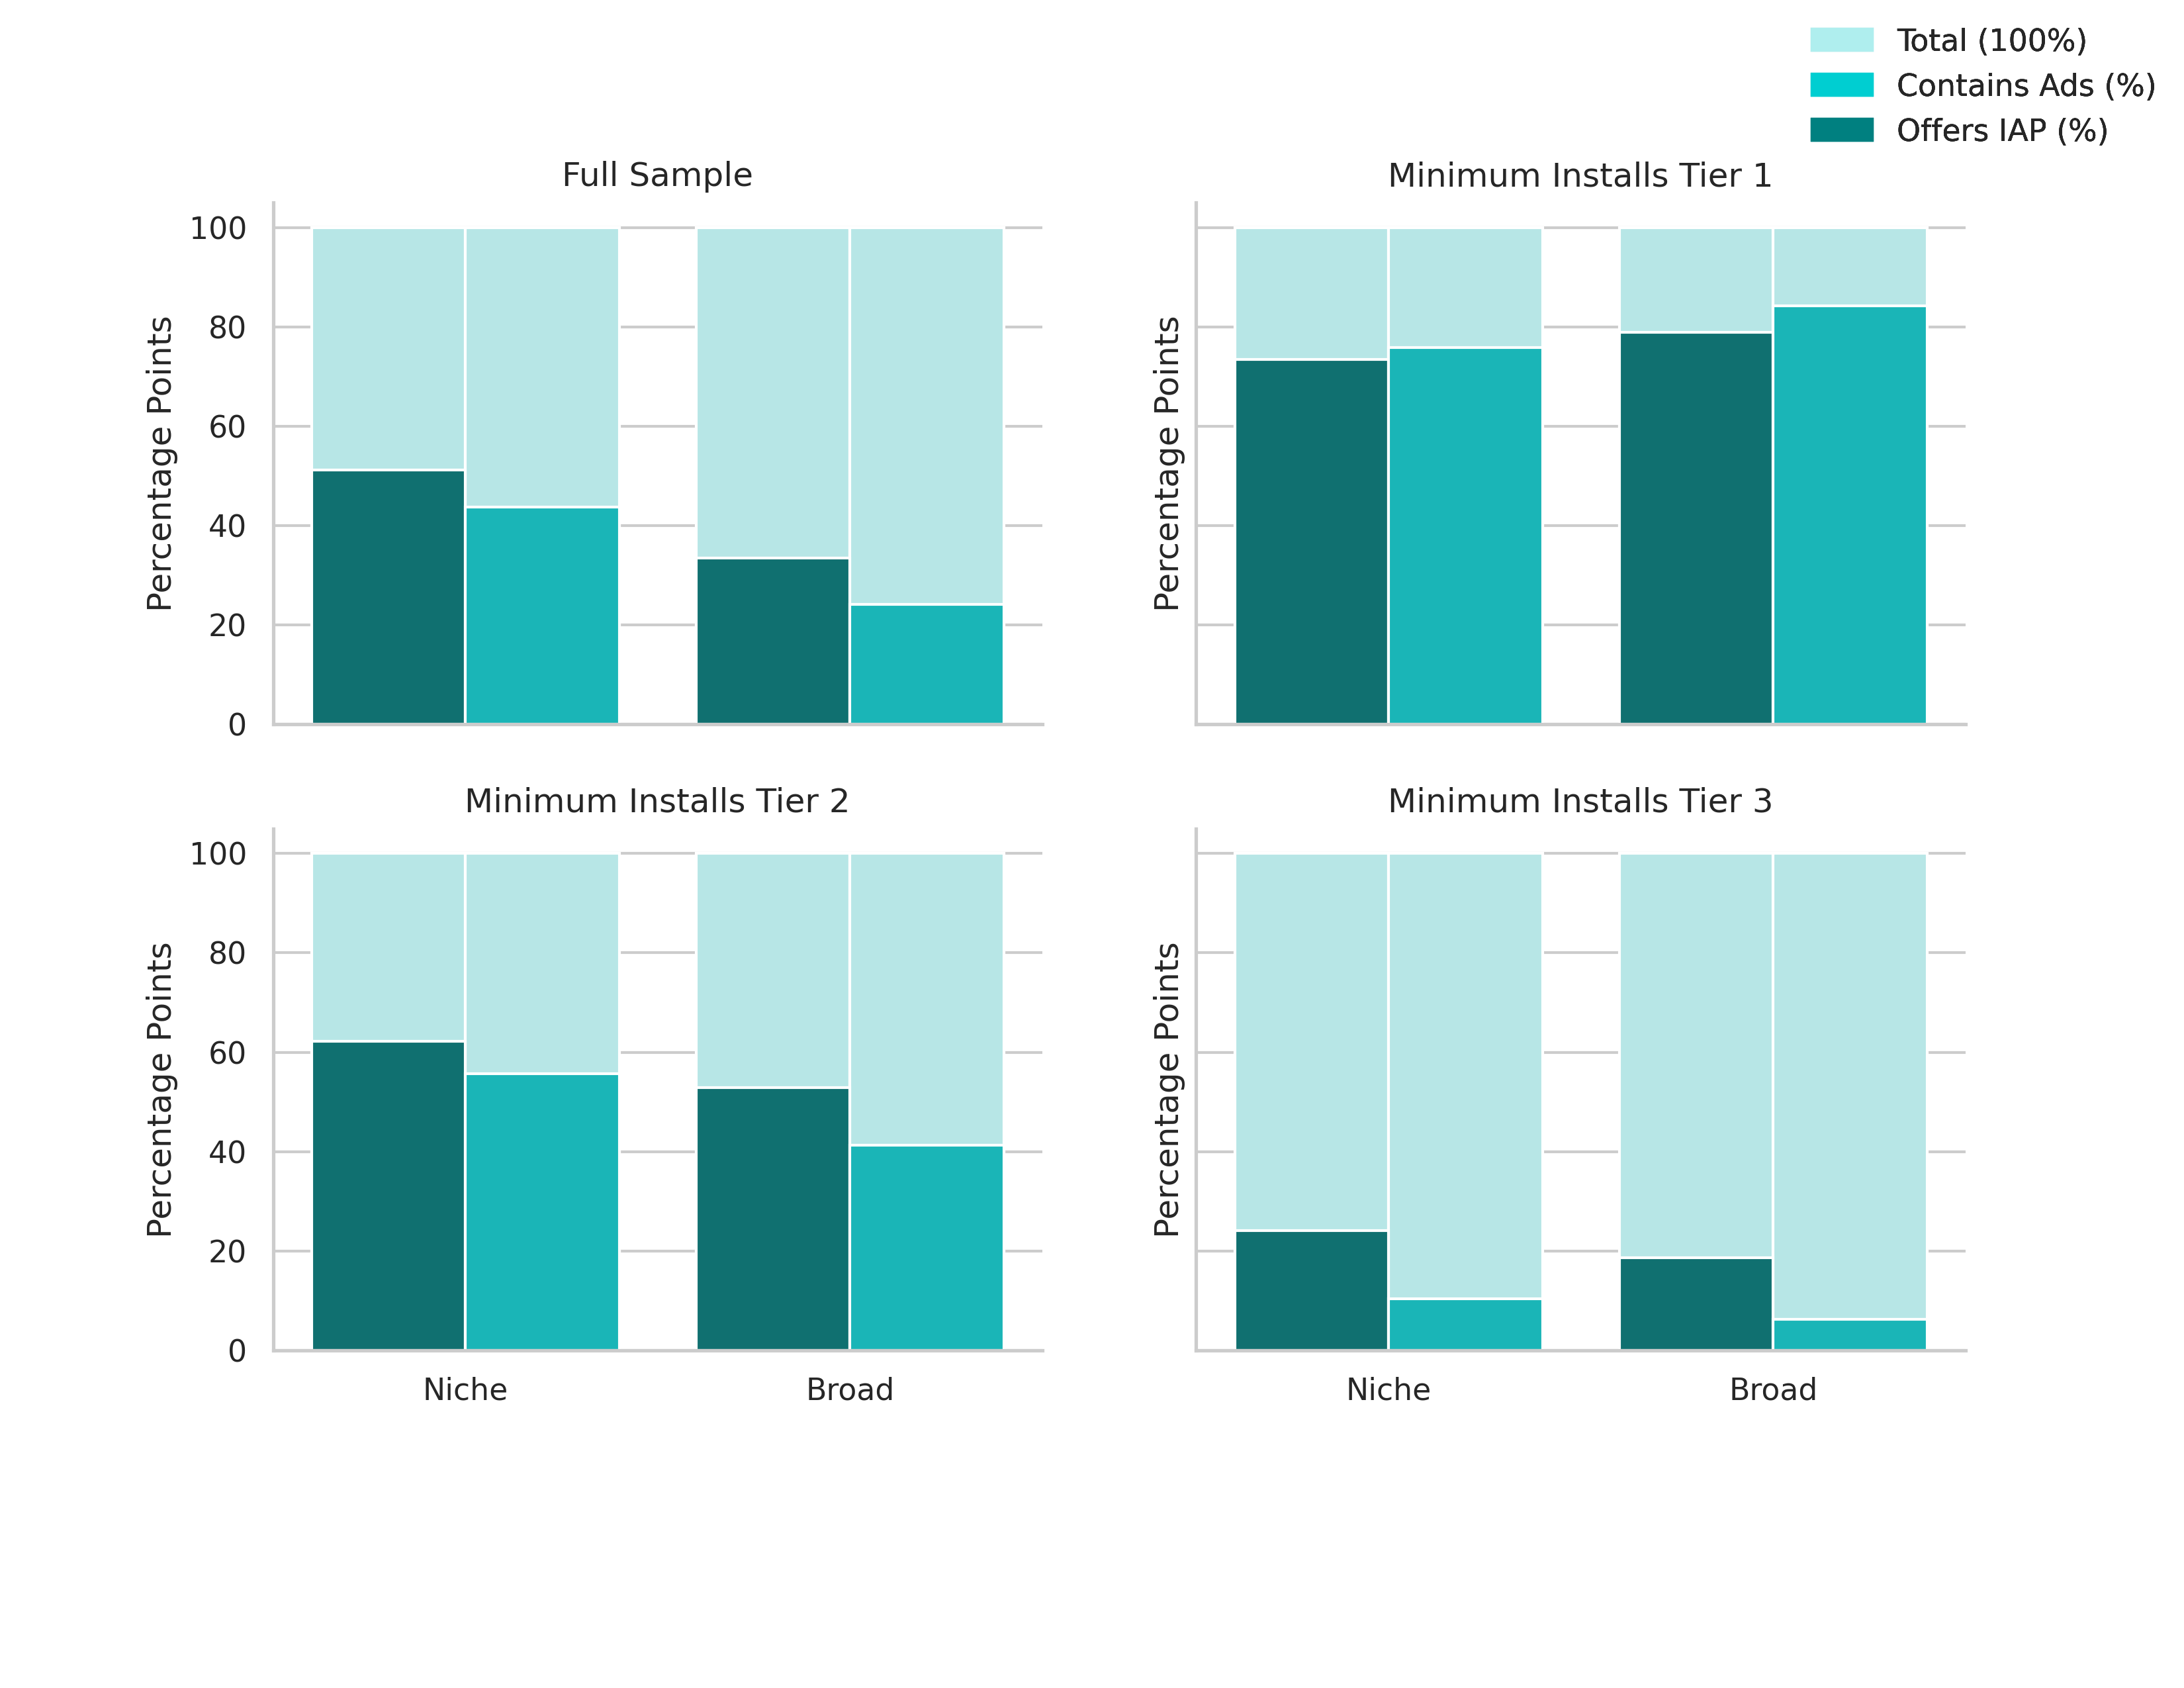 Total (100%)
Contains Ads (%)
Offers IAP (%)
Full Sample
Percentage Points
100
80
60
40
20
0
Minimum Installs Tier 1
Percentage Points
Minimum Installs Tier 2
Percentage Points
100
80
60
40
20
0
Niche
Broad
Minimum Installs Tier 3
Percentage Points
Niche
Broad